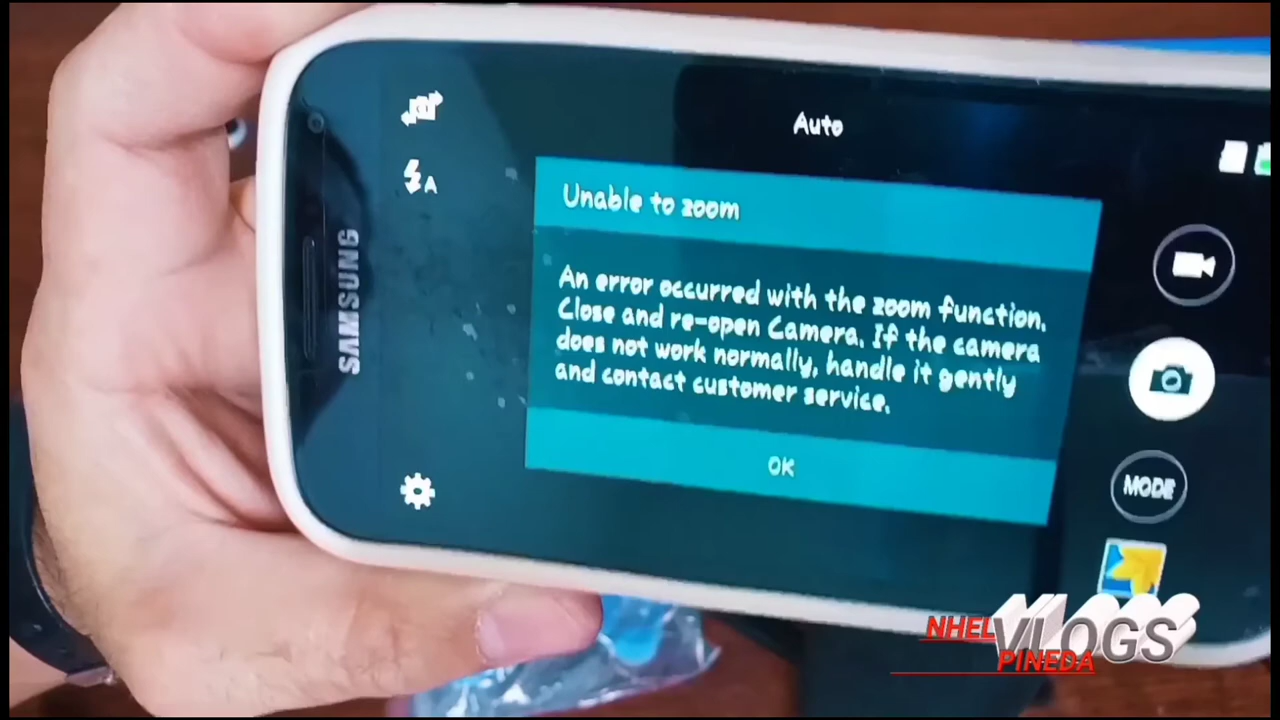 SAMSUNG
A
Auto
Unable to zoom
An error occurred with the zoom function.
Close and re-open Camera. If the camera
does not work normally, handle it gently
and contact customer service.
OK
MODE
NHEL VLOGS
PINEDA